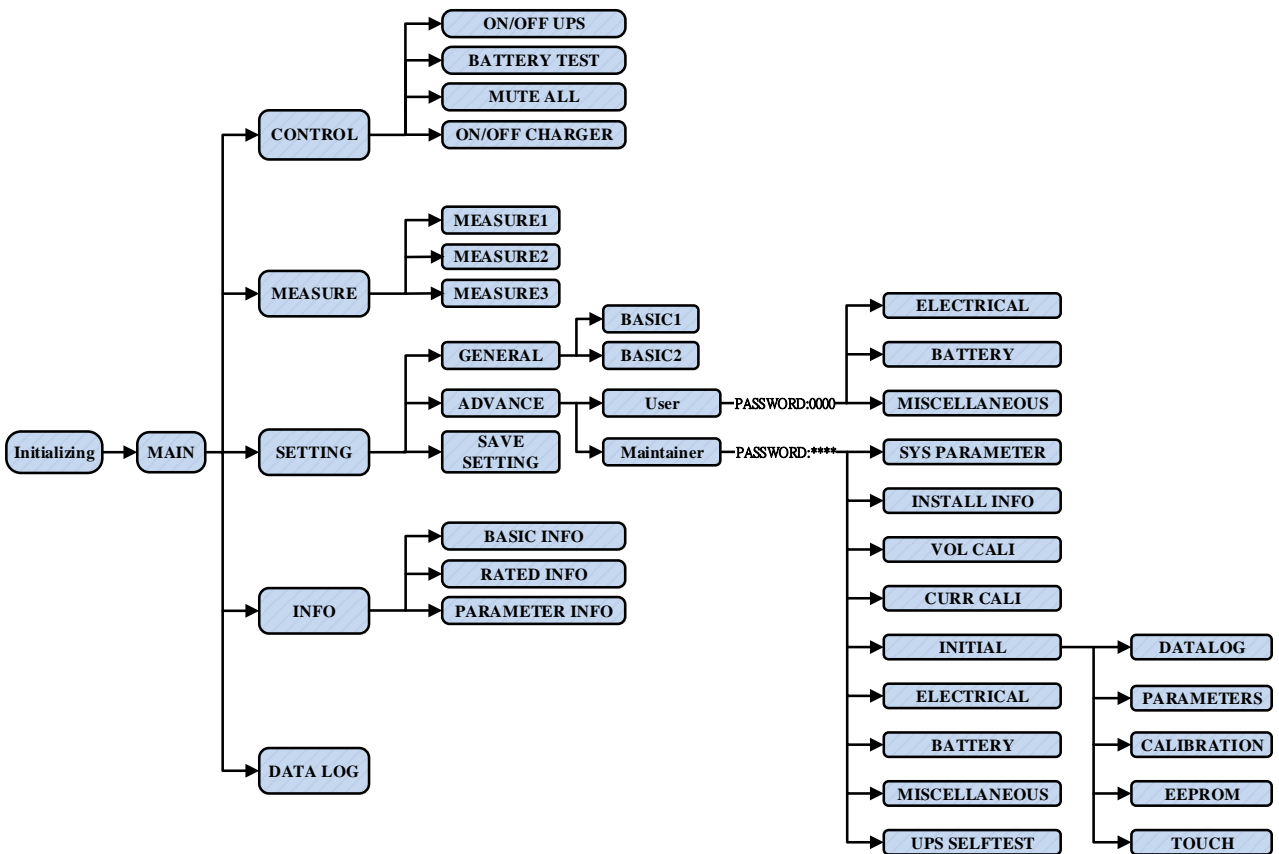 Initializing
MAIN
CONTROL
ON/OFF UPS
BATTERY TEST
MUTE ALL
ON/OFF CHARGER
MEASURE
MEASURE1
MEASURE2
MEASURE3
SETTING
GENERAL
BASIC1
BASIC2
ADVANCE
User
PASSWORD:0000
ELECTRICAL
BATTERY
MISCELLANEOUS
Maintainer
PASSWORD:****
SYS PARAMETER
INSTALL INFO
VOL CALI
CURR CALI
INITIAL
DATALOG
PARAMETERS
CALIBRATION
EEPROM
TOUCH
ELECTRICAL
BATTERY
MISCELLANEOUS
UPS SELFTEST
SAVE
SETTING
INFO
BASIC INFO
RATED INFO
PARAMETER INFO
DATA LOG